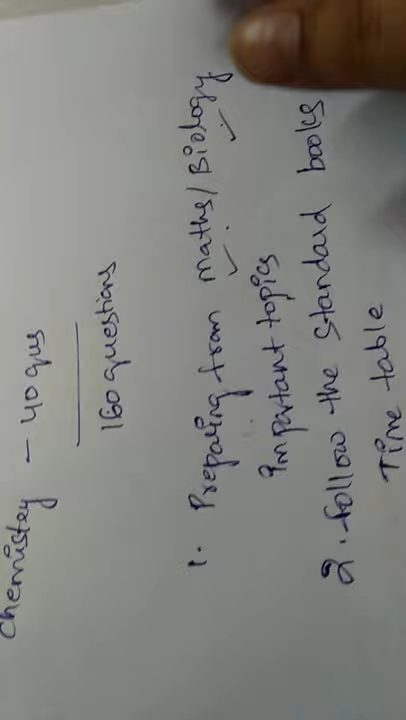 Chemistry - 40 qus
160 questions
1. Preparing from maths/Biology
important topics
2. follow the standard books
Time table